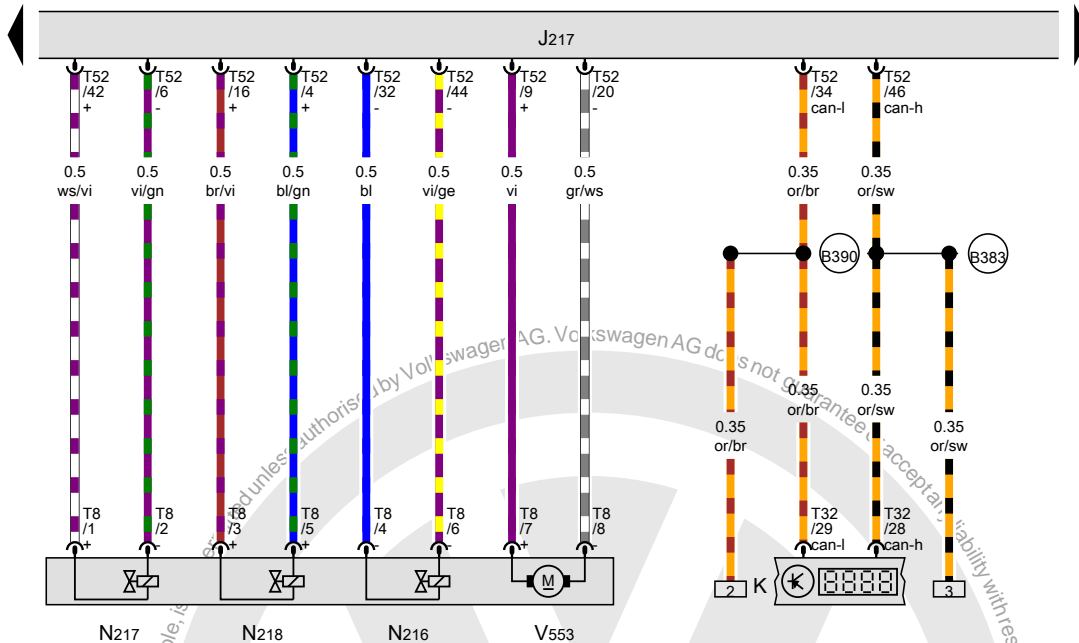 J217
T52 T52 T52 T52 T52 T52 T52 T52 T52 T52
/42 /6 /16 /4 /32 /44 /9 /20 /34 /46
+ - + + - - + - can-l can-h
0.5 0.5 0.5 0.5 0.5 0.5 0.5 0.5 0.35 0.35
ws/vi vi/gn br/vi bl/gn bl vi/ge vi gr/ws or/br or/sw
B390 B383
0.35 0.35
or/br or/sw
0.35 0.35
or/br or/sw
T8 T8 T8 T8 T8 T8 T8 T8 T32 T32
/1 /2 /3 /5 /4 /6 /7 /8 /29 /28
+ - + + - - + - can-l can-h
M
2 K 3
N217 N218 N216 V553
unless authorised by Volkswagen AG. Volkswagen AG does not guarantee or accept any liability with res